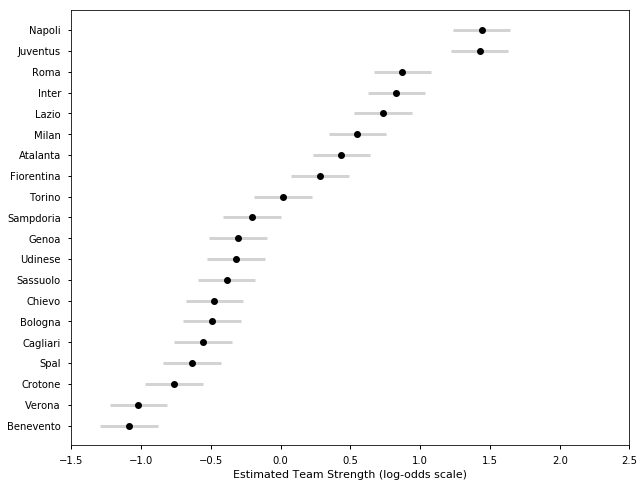 Napoli
Juventus
Roma
Inter
Lazio
Milan
Atalanta
Fiorentina
Torino
Sampdoria
Genoa
Udinese
Sassuolo
Chievo
Bologna
Cagliari
Spal
Crotone
Verona
Benevento
−1.5 −1.0 −0.5 0.0 0.5 1.0 1.5 2.0 2.5
Estimated Team Strength (log-odds scale)